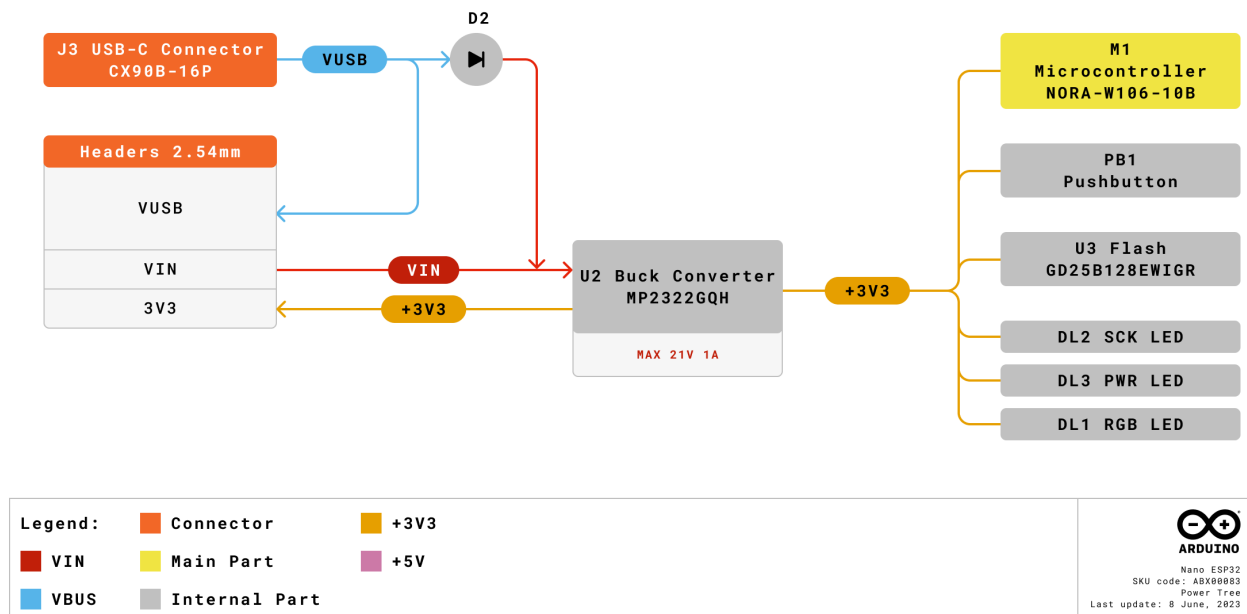 D2
J3 USB-C Connector
CX90B-16P
VUSB
Headers 2.54mm
VUSB
VIN
3V3
VIN
+3V3
U2 Buck Converter
MP2322GQH
MAX 21V 1A
+3V3
M1
Microcontroller
NORA-W106-10B
PB1
Pushbutton
U3 Flash
GD25B128EWIGR
DL2 SCK LED
DL3 PWR LED
DL1 RGB LED
Legend:
Connector
+3V3
VIN
Main Part
+5V
VBUS
Internal Part
ARDUINO
Nano ESP32
SKU code: ABX00083
Power Tree
Last update: 8 June, 2023